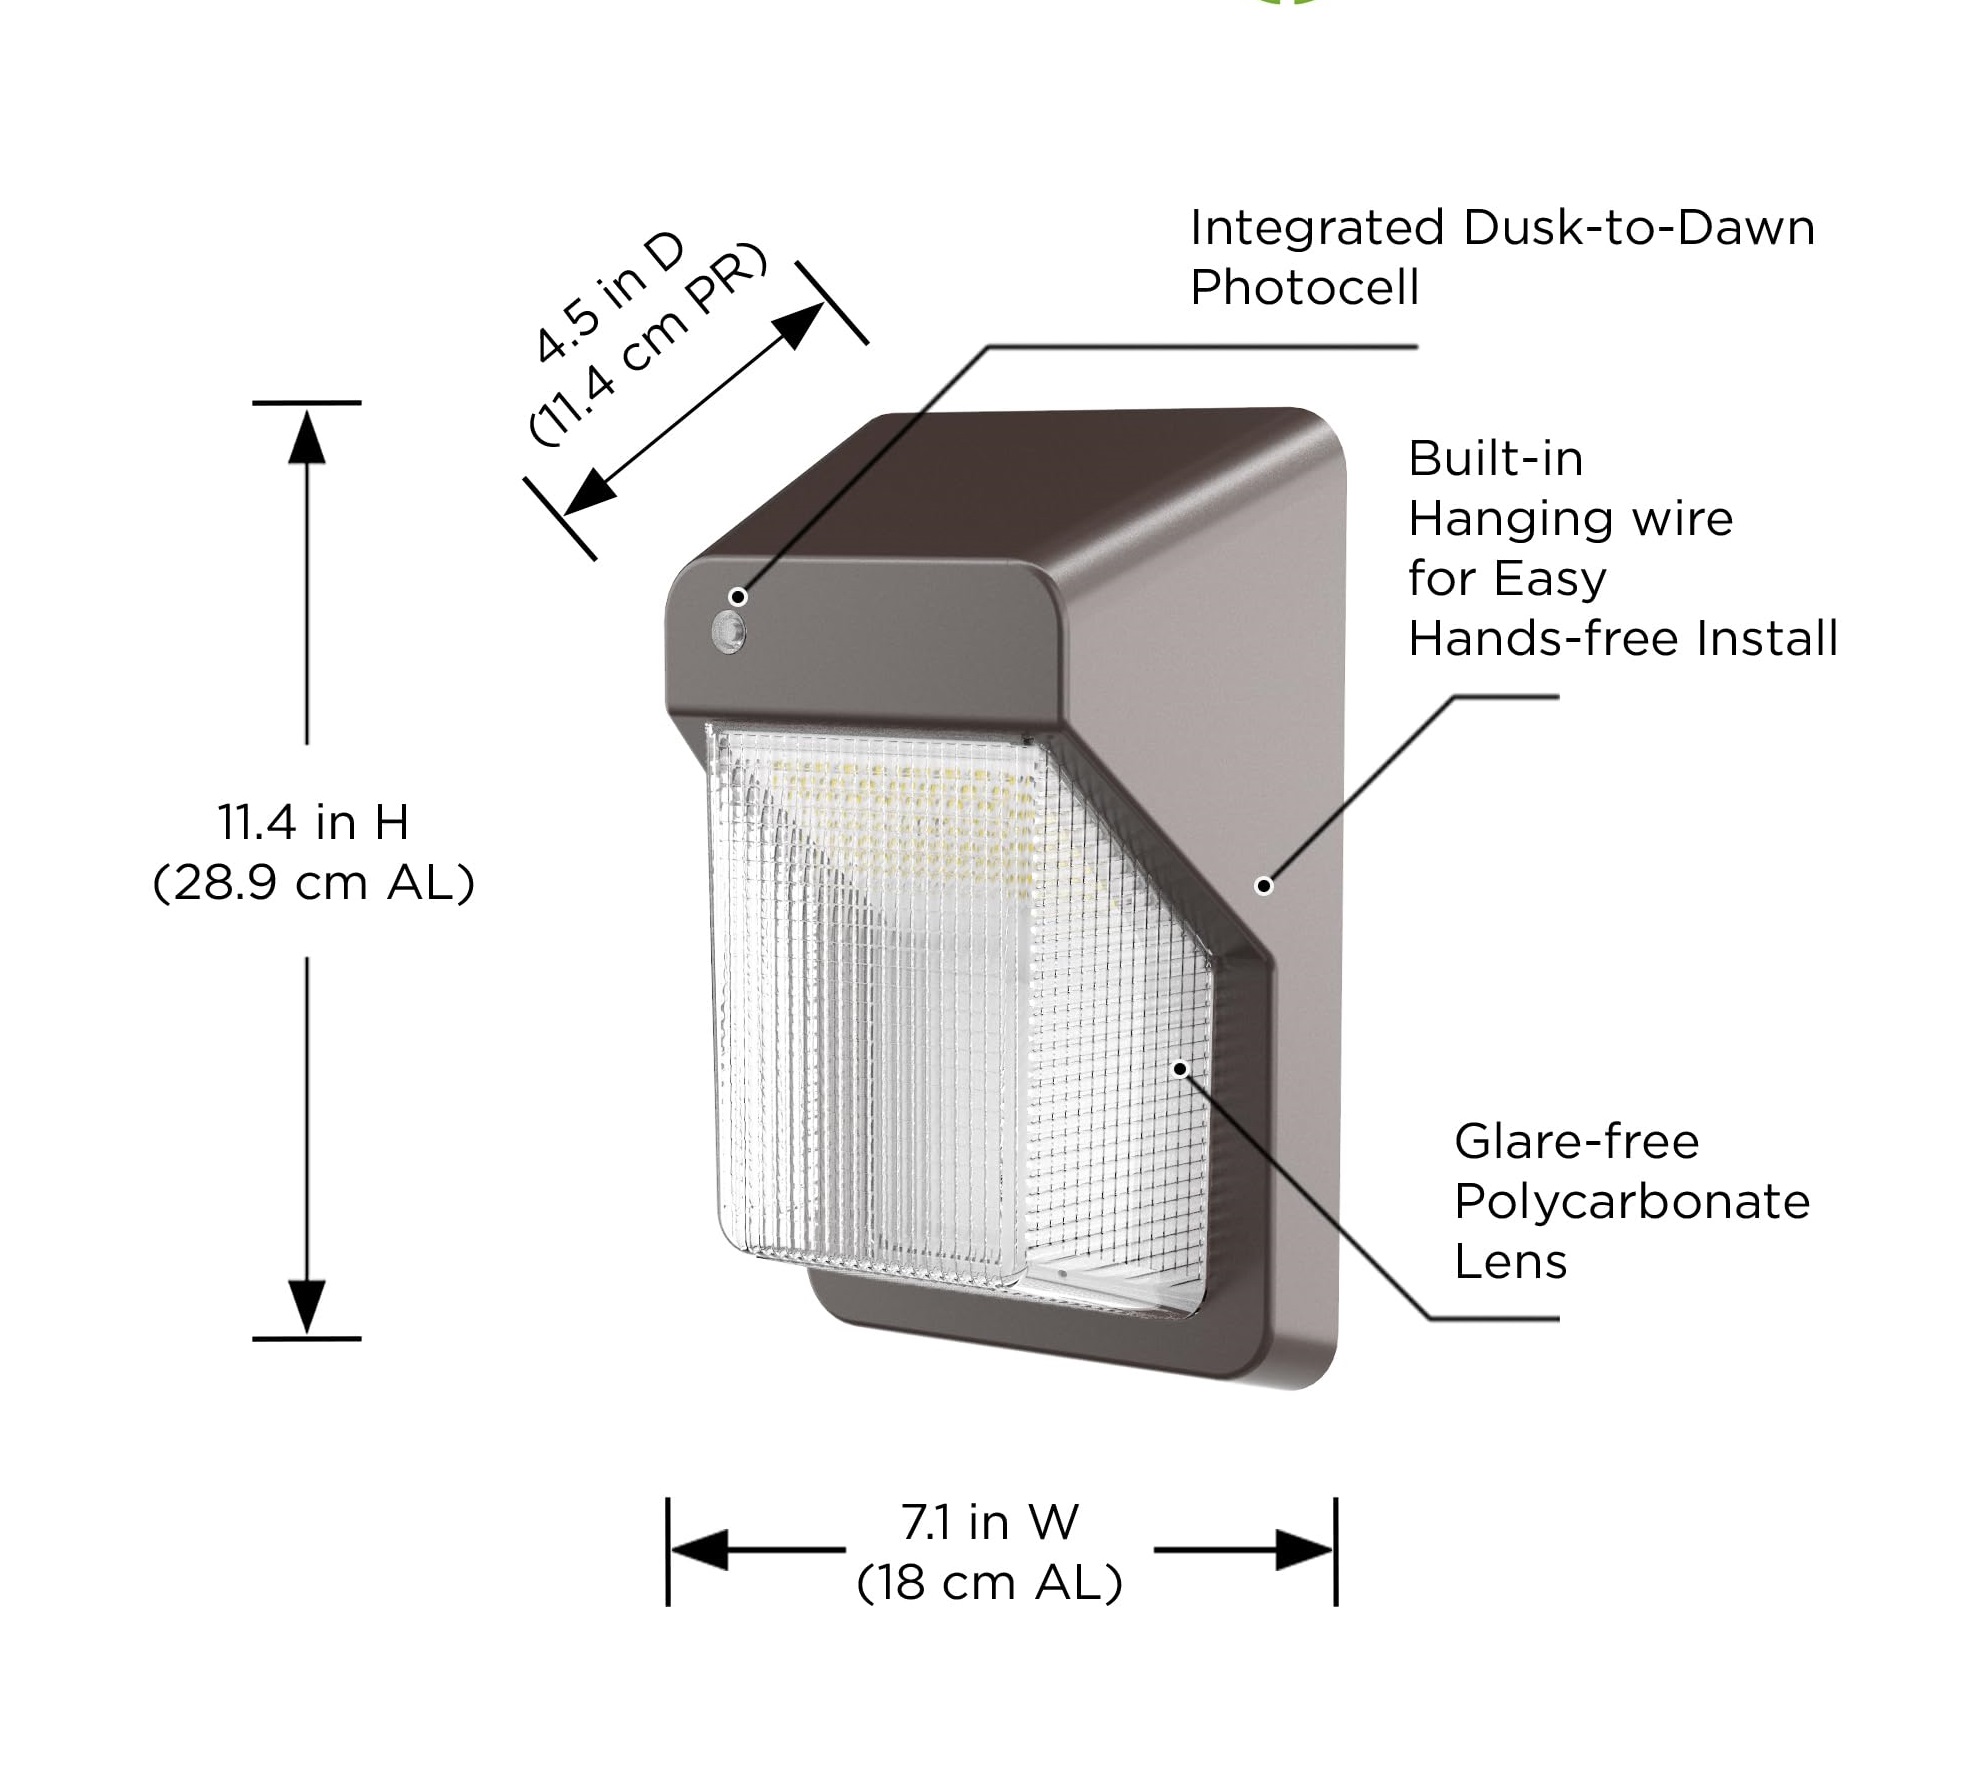 Integrated Dusk-to-Dawn
Photocell
4.5 in D
(11.4 cm PR)
Built-in
Hanging wire
for Easy
Hands-free Install
11.4 in H
(28.9 cm AL)
Glare-free
Polycarbonate
Lens
7.1 in W
(18 cm AL)